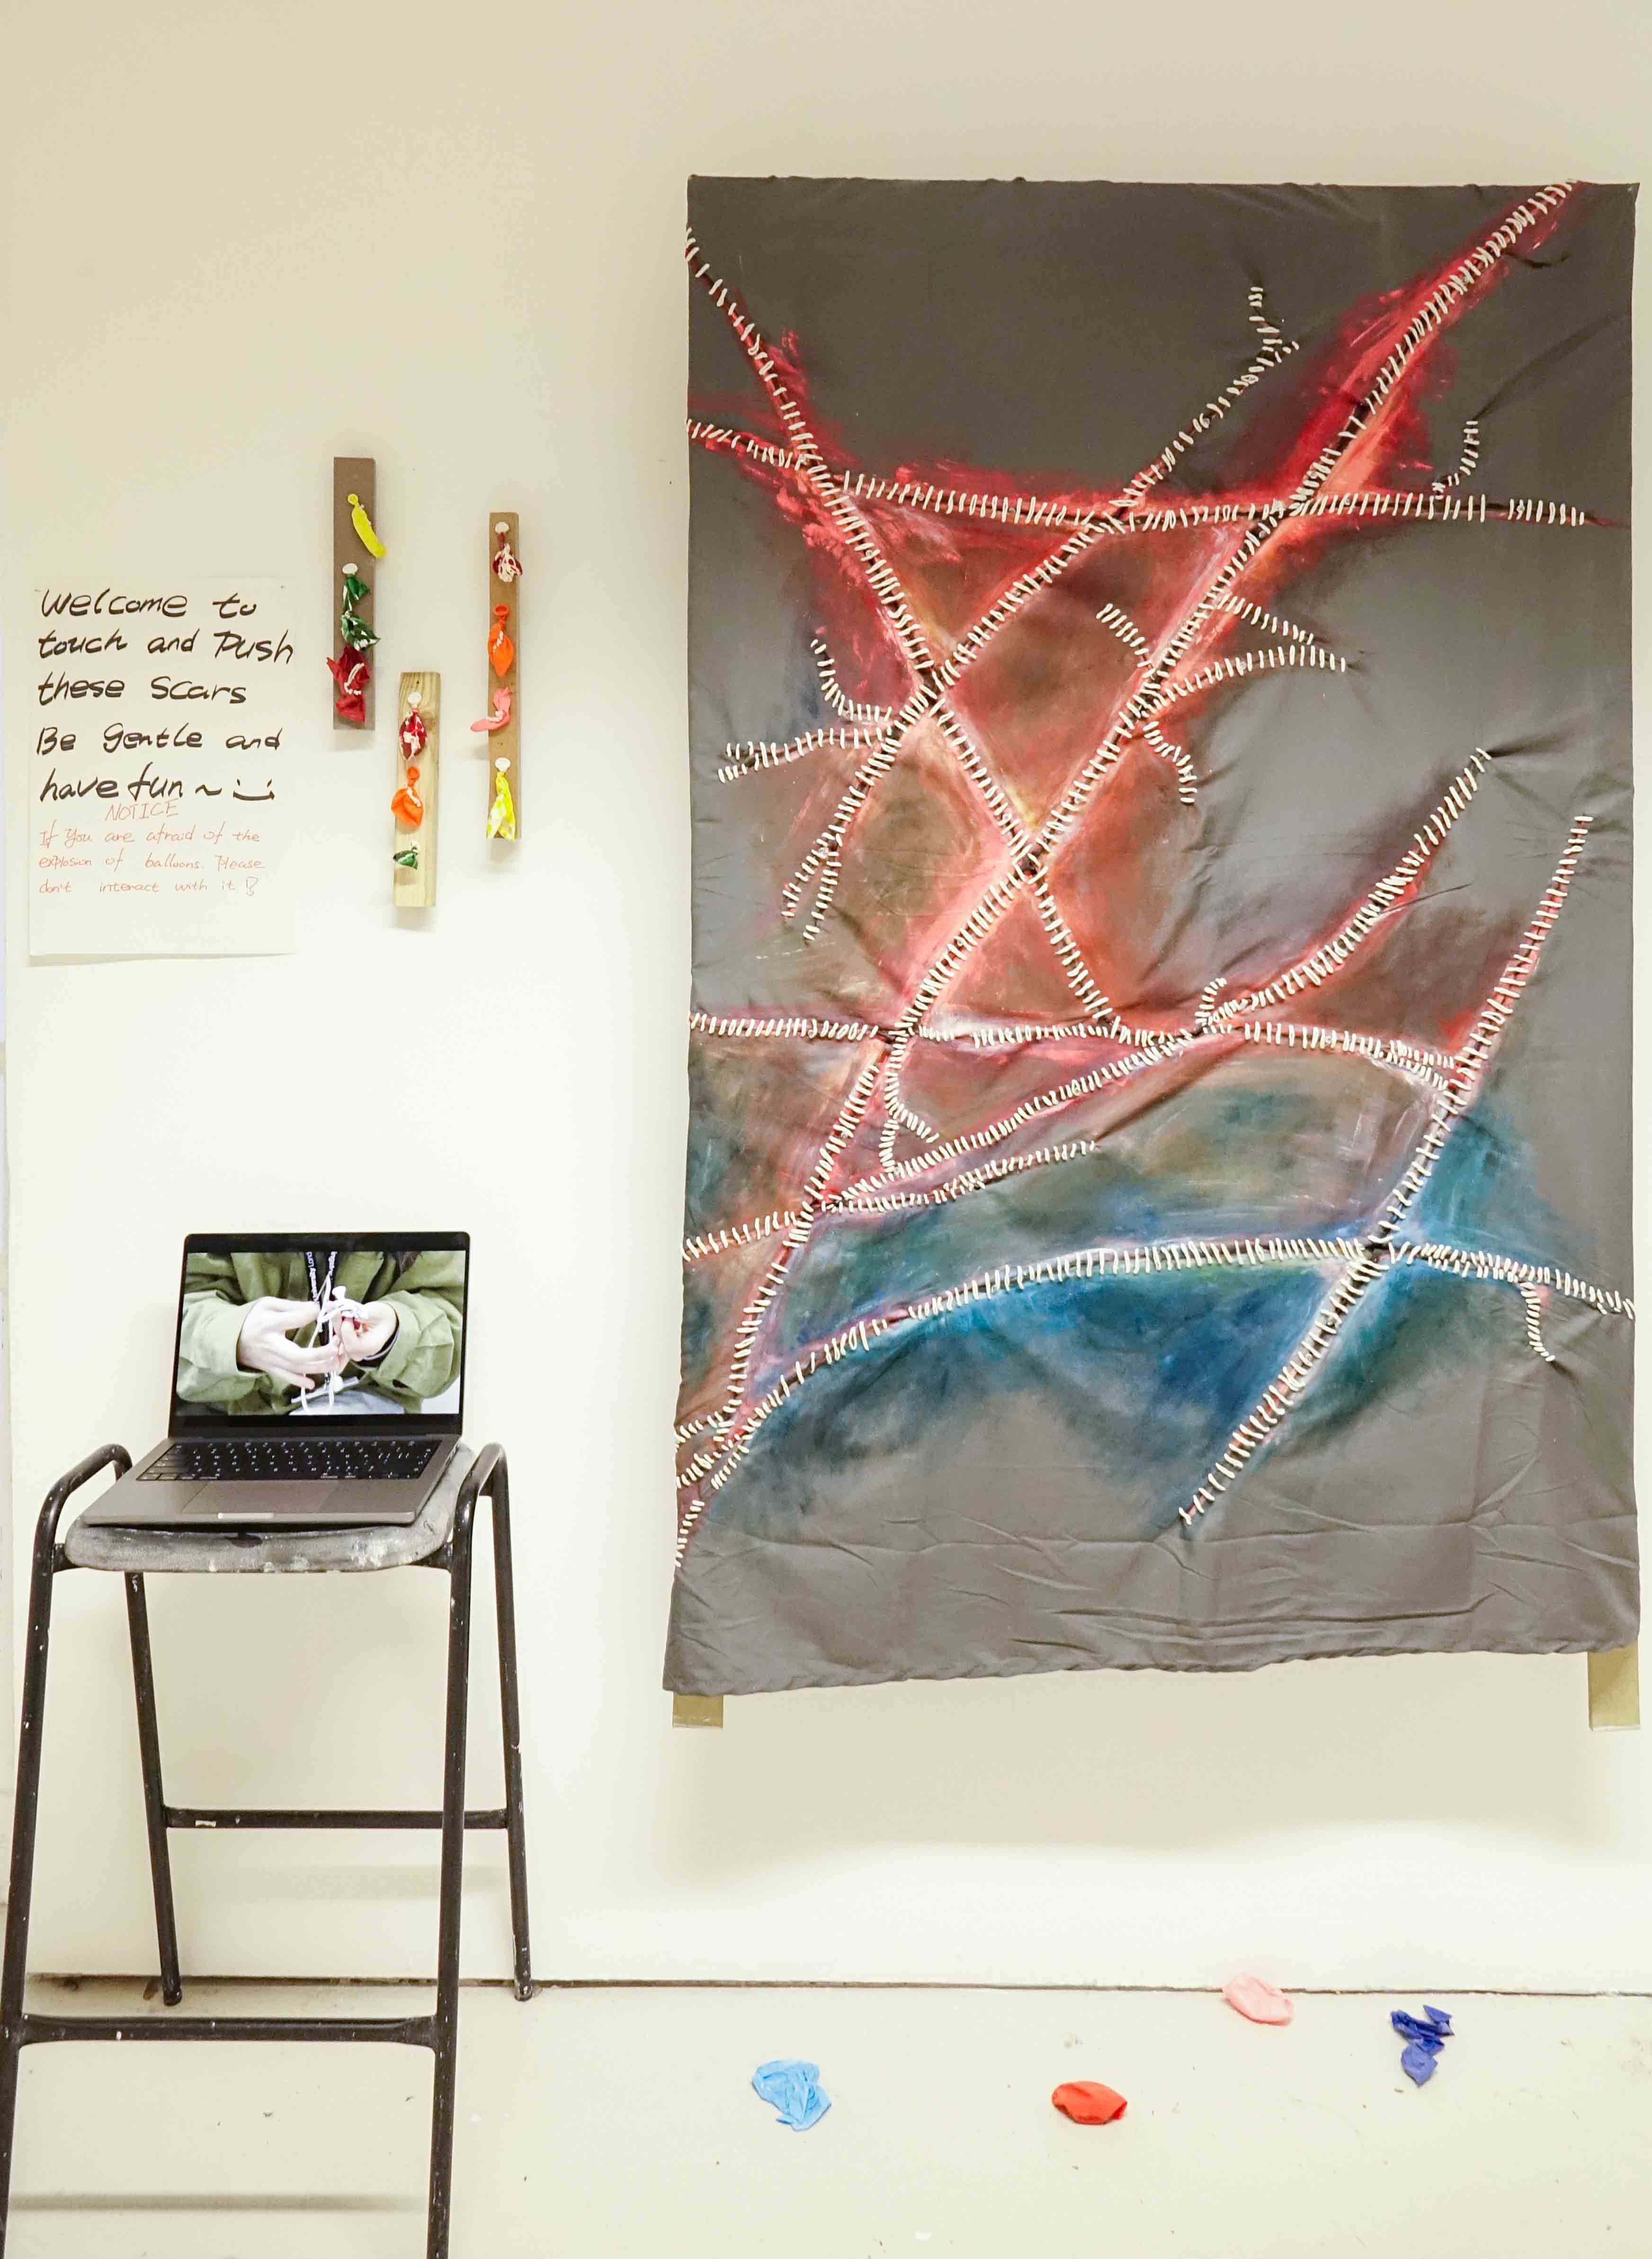 Welcome to
touch and Push
these scars
Be gentle and
have fun ~ :)
NOTICE
If You are afraid of the
explosion of balloons. Please
don't interact with it